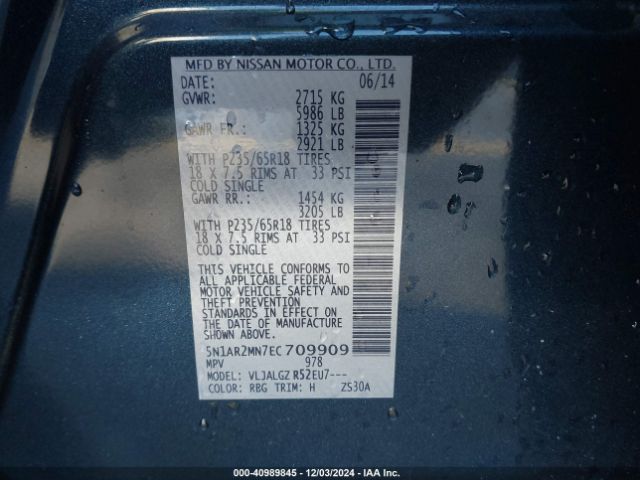 MFD BY NISSAN MOTOR CO., LTD.
DATE: 06/14
GVWR: 2715 KG
5986 LB
GAWR FR.: 1325 KG
2921 LB
WITH P235/65R18 TIRES
18 X 7.5 RIMS AT 33 PSI
COLD SINGLE
GAWR RR.: 1454 KG
3205 LB
WITH P235/65R18 TIRES
18 X 7.5 RIMS AT 33 PSI
COLD SINGLE
THIS VEHICLE CONFORMS TO
ALL APPLICABLE FEDERAL
MOTOR VEHICLE SAFETY AND
THEFT PREVENTION
STANDARDS IN EFFECT ON
THE DATE OF MANUFACTURE
SHOWN ABOVE.
5N1AR2MN7EC709909
MPV 978
MODEL: VLJALGZ R52EU7---
COLOR: RBG TRIM: H ZS30A
000-40989845 - 12/03/2024 - IAA Inc.